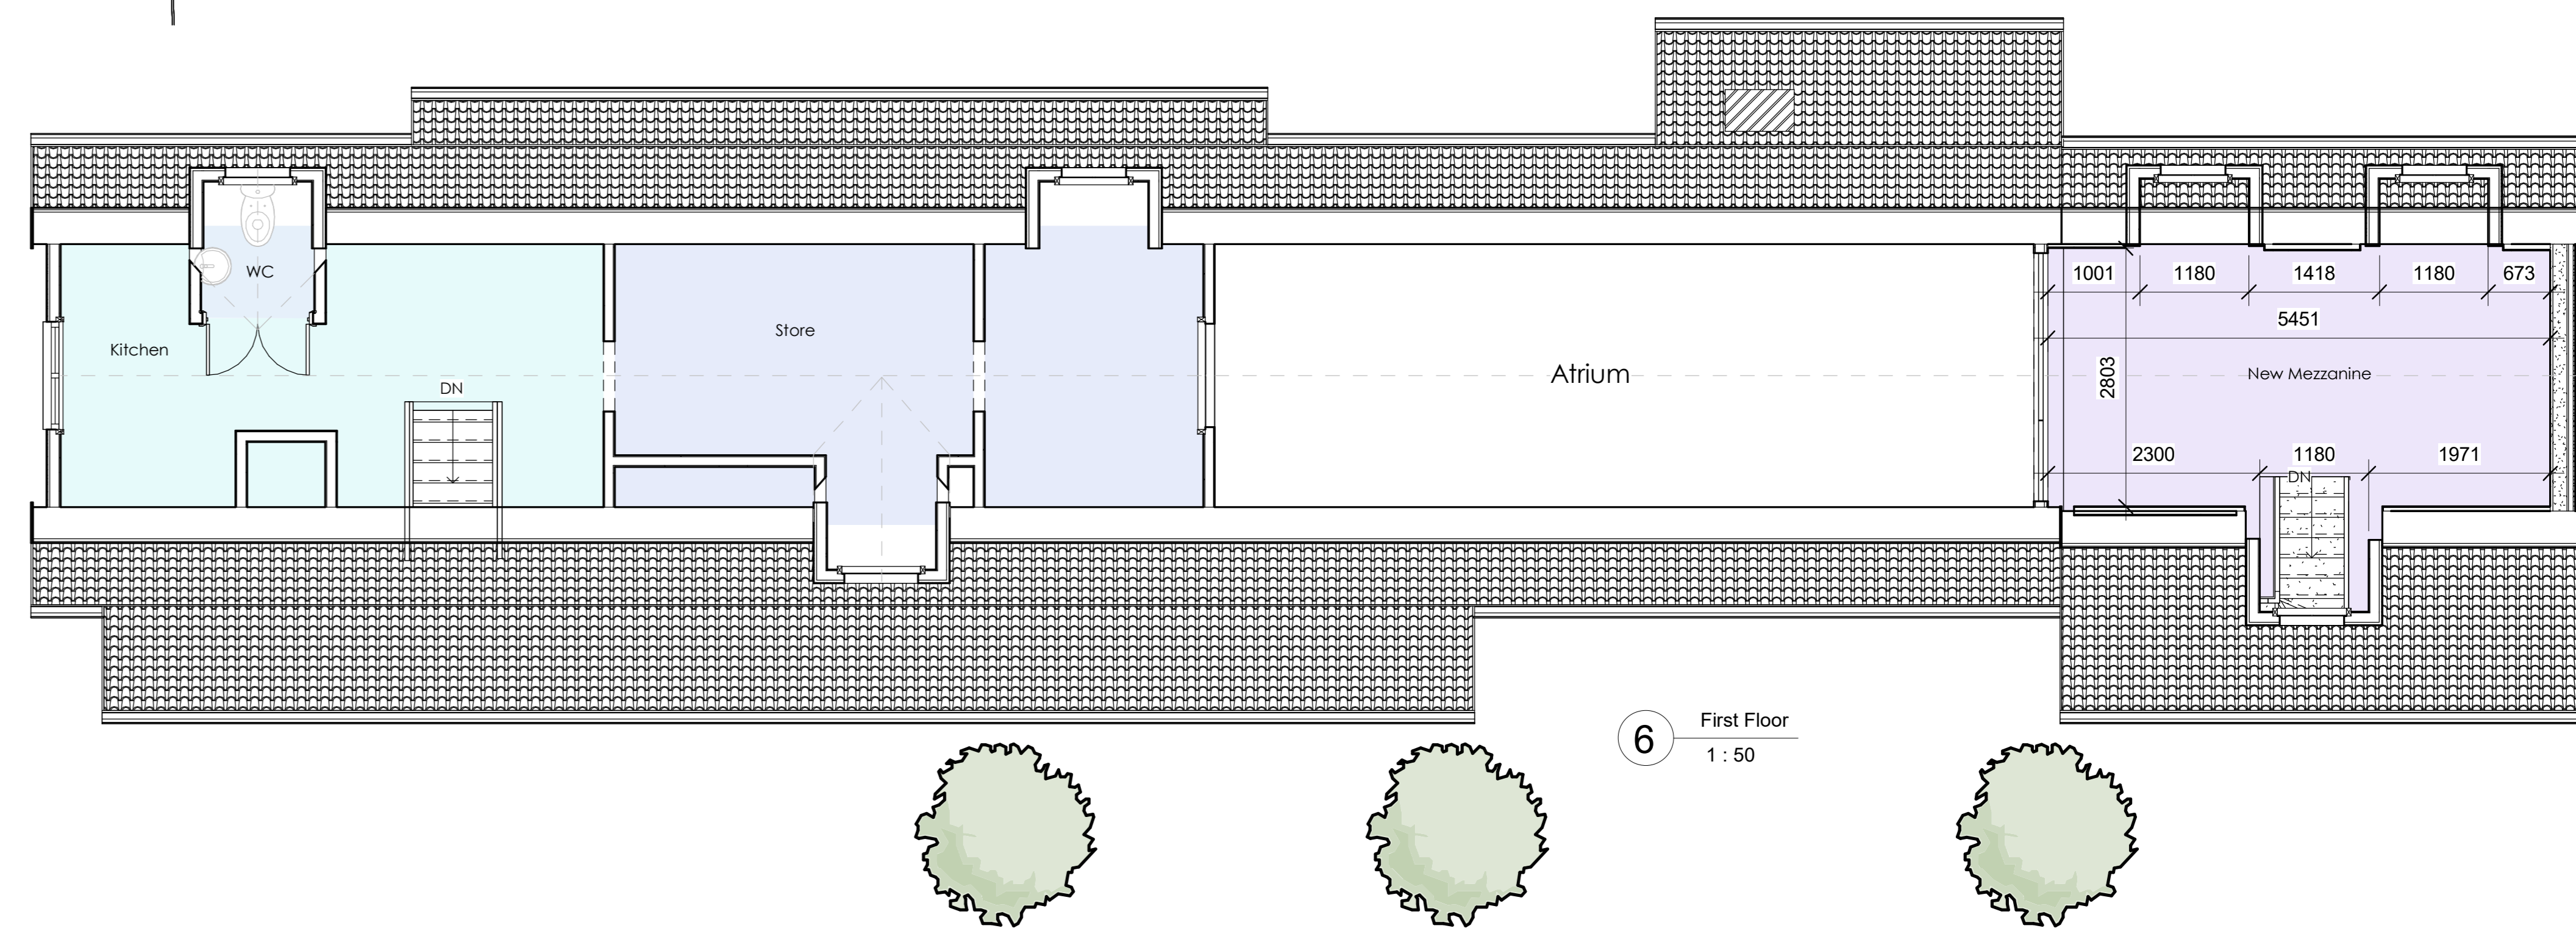 WC
Kitchen
DN
Store
Atrium
1001 1180 1418 1180 673
5451
2803
New Mezzanine
2300 1180 1971
DN
6 First Floor
1 : 50